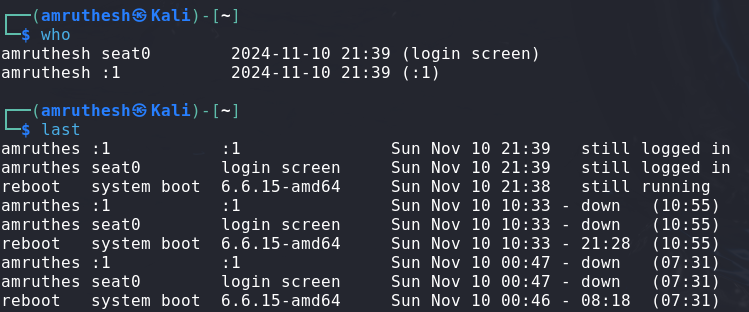 ┌──(amruthesh㉿Kali)-[~]
└─$ who
amruthesh seat0        2024-11-10 21:39 (login screen)
amruthesh :1           2024-11-10 21:39 (:1)
┌──(amruthesh㉿Kali)-[~]
└─$ last
amruthes :1           :1               Sun Nov 10 21:39   still logged in
amruthes seat0        login screen     Sun Nov 10 21:39   still logged in
reboot   system boot  6.6.15-amd64     Sun Nov 10 21:38   still running
amruthes :1           :1               Sun Nov 10 10:33 - down   (10:55)
amruthes seat0        login screen     Sun Nov 10 10:33 - down   (10:55)
reboot   system boot  6.6.15-amd64     Sun Nov 10 10:33 - 21:28  (10:55)
amruthes :1           :1               Sun Nov 10 00:47 - down   (07:31)
amruthes seat0        login screen     Sun Nov 10 00:47 - down   (07:31)
reboot   system boot  6.6.15-amd64     Sun Nov 10 00:46 - 08:18  (07:31)